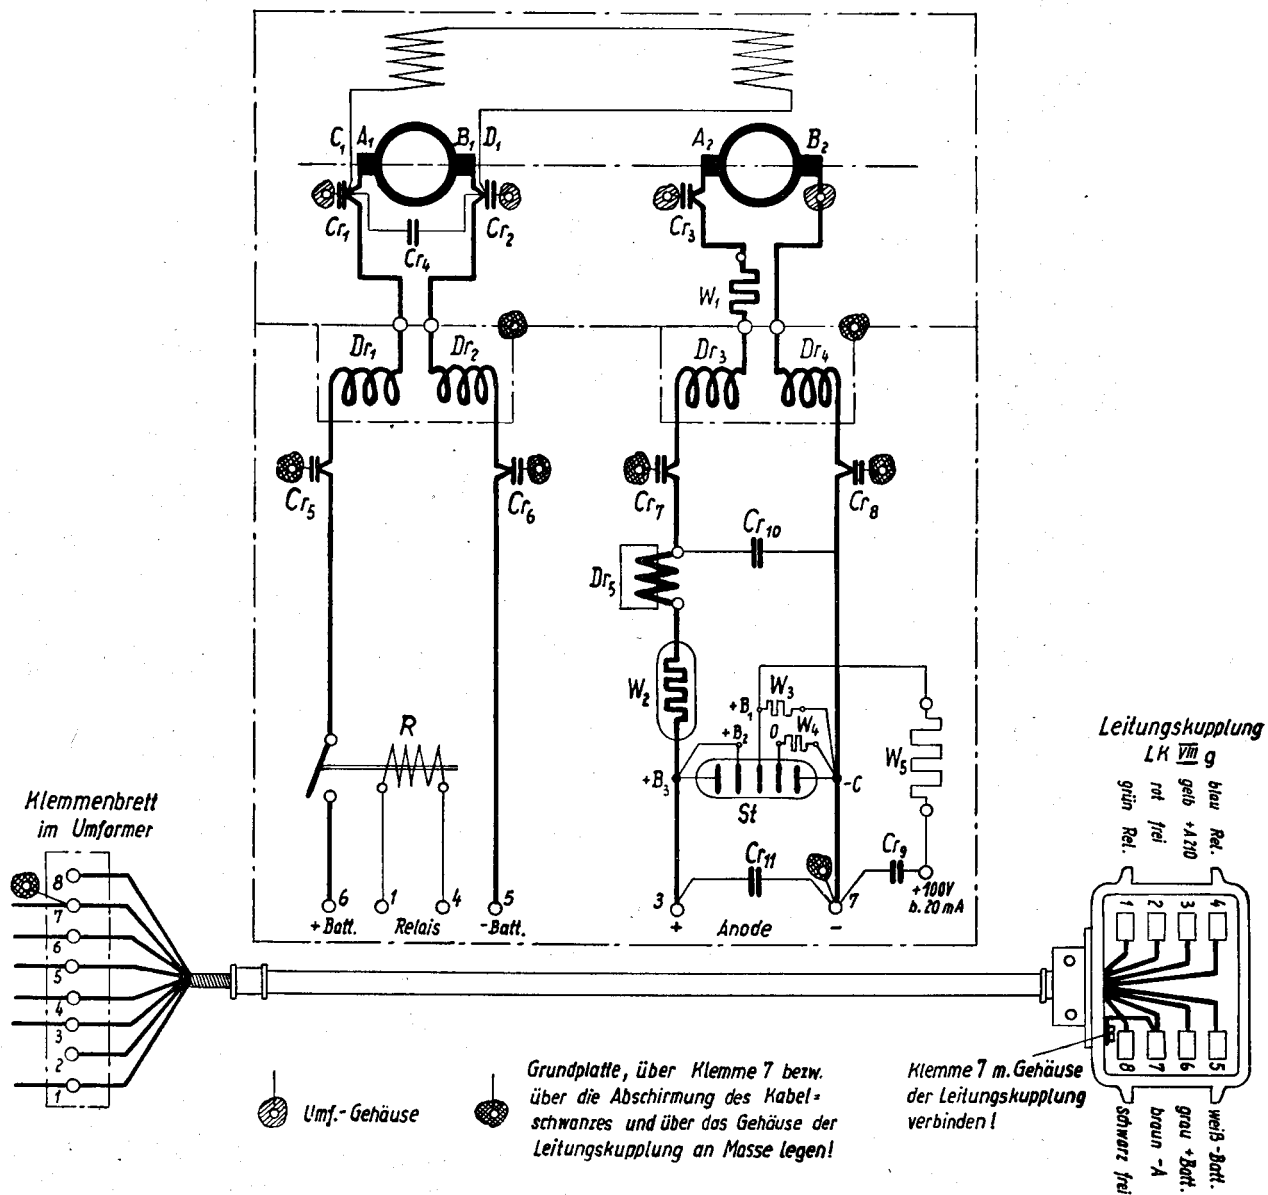 C₁ A₁ B₁ D₁ A₂ B₂
Cr₁ Cr₂ Cr₃
Cr₄
W₁
Dr₁ Dr₂ Dr₃ Dr₄
Cr₅ Cr₆ Cr₇ Cr₈
Cr₁₀
Dr₅
W₂ W₃
+B₁
R +B₂ 0 W₄ W₅
+B₃ -C
St
Cr₁₁ Cr₉
6 1 4 5 3 7 +100V
+Batt. Relais -Batt. + Anode - b. 20 mA
Klemmenbrett
im Umformer
8
7
6
5
4
3
2
1
Leitungskupplung
LK VIII g
grün Rel.
rot frei
gelb +A 210
blau Rel.
1 2 3 4
8 7 6 5
schwarz frei
braun -A
grau +Batt.
weiß -Batt.
Umf.-Gehäuse
Grundplatte, über Klemme 7 bezw.
über die Abschirmung des Kabel=
schwanzes und über das Gehäuse der
Leitungskupplung an Masse legen!
Klemme 7 m. Gehäuse
der Leitungskupplung
verbinden!